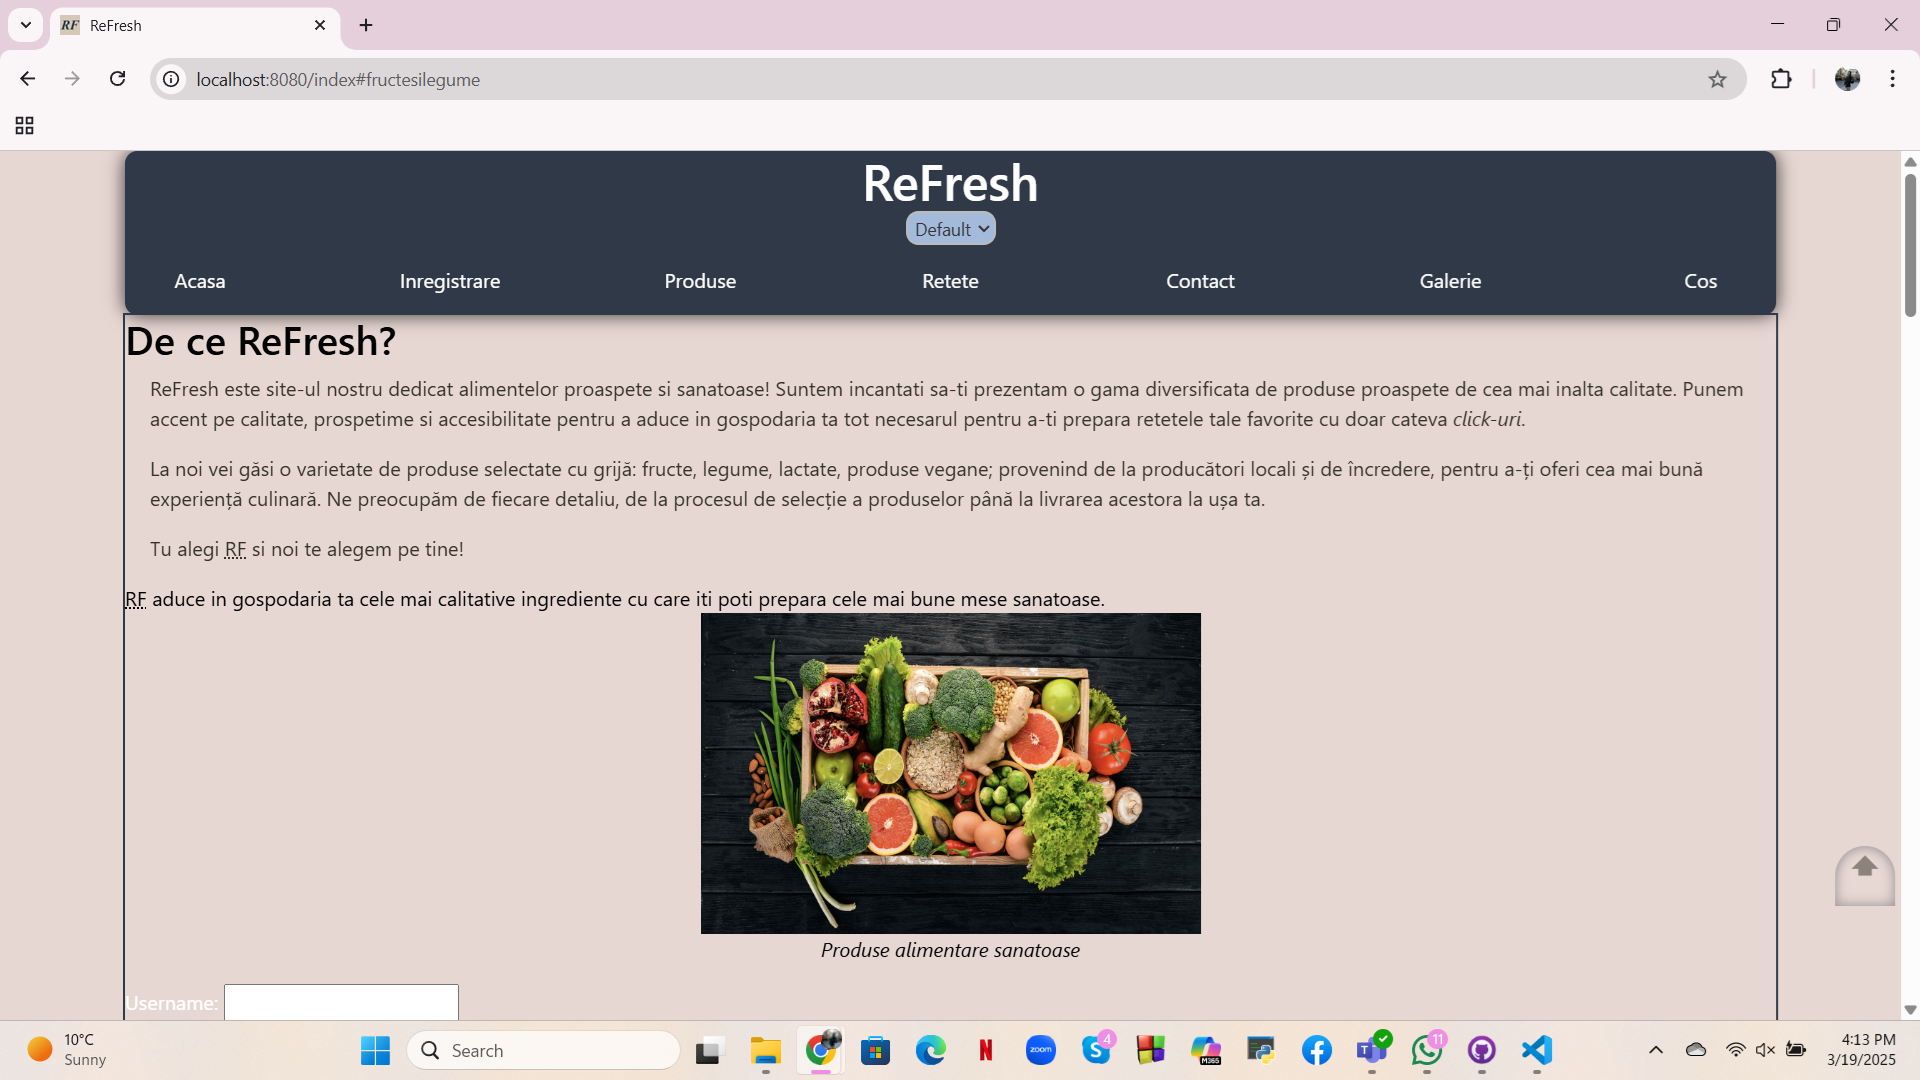 RF ReFresh
localhost:8080/index#fructesilegume
ReFresh
Default
Acasa Inregistrare Produse Retete Contact Galerie Cos
De ce ReFresh?
ReFresh este site-ul nostru dedicat alimentelor proaspete si sanatoase! Suntem incantati sa-ti prezentam o gama diversificata de produse proaspete de cea mai inalta calitate. Punem
accent pe calitate, prospetime si accesibilitate pentru a aduce in gospodaria ta tot necesarul pentru a-ti prepara retetele tale favorite cu doar cateva click-uri.
La noi vei găsi o varietate de produse selectate cu grijă: fructe, legume, lactate, produse vegane; provenind de la producători locali și de încredere, pentru a-ți oferi cea mai bună
experiență culinară. Ne preocupăm de fiecare detaliu, de la procesul de selecție a produselor până la livrarea acestora la ușa ta.
Tu alegi RF si noi te alegem pe tine!
RF aduce in gospodaria ta cele mai calitative ingrediente cu care iti poti prepara cele mai bune mese sanatoase.
Produse alimentare sanatoase
Username:
10°C
Sunny
Search
N
zoom
S 4
M365
T
11
4:13 PM
3/19/2025